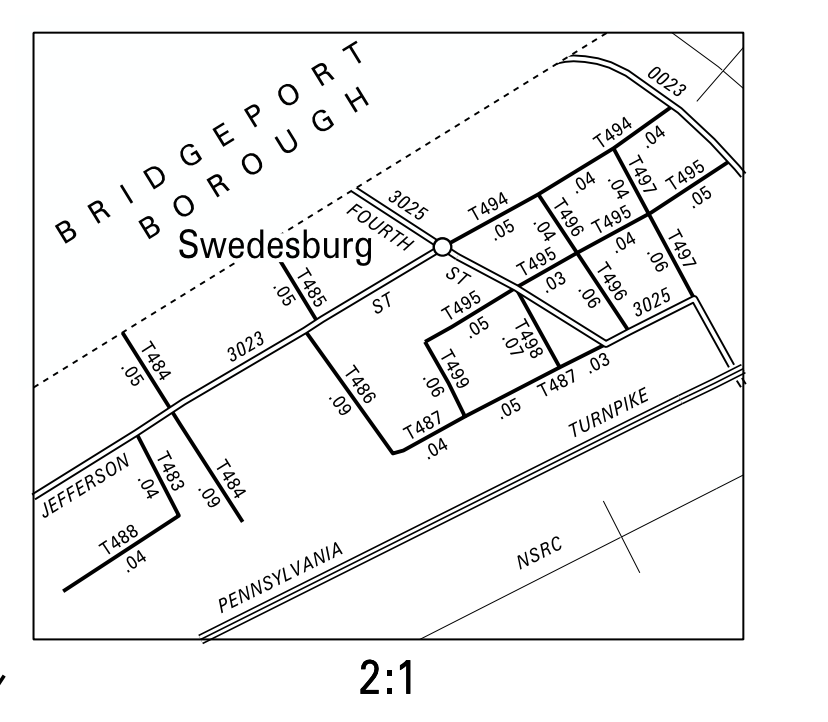 BRIDGEPORT
BOROUGH
0023
T494
.04
3025
T494
.05
.04
T497
.04
T495
.05
FOURTH
T496
.04
T495
Swedesburg
ST
T495
.03
.04
T497
.06
T485
.05
ST
T495
.05
T496
.06
3025
3023
T498
.07
T484
.05
T486
.09
T499
.06
T487
.03
T487
.04
.05
TURNPIKE
JEFFERSON
T483
.04
T484
.09
T488
.04
NSRC
PENNSYLVANIA
2:1